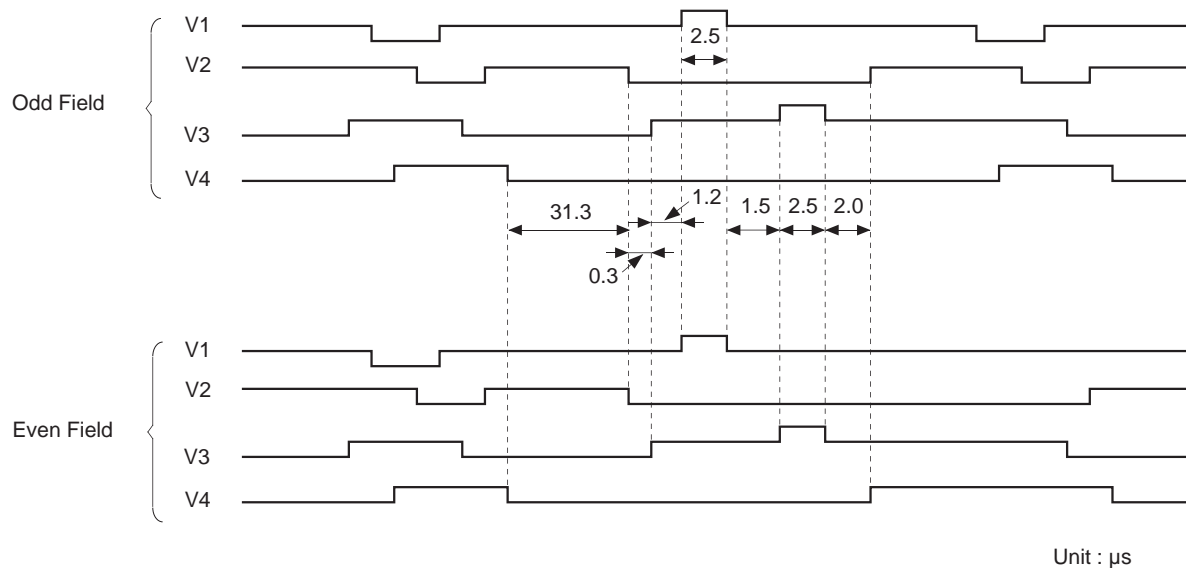 Odd Field
V1
2.5
V2
V3
V4
31.3
1.2
0.3
1.5
2.5
2.0
Even Field
V1
V2
V3
V4
Unit : μs